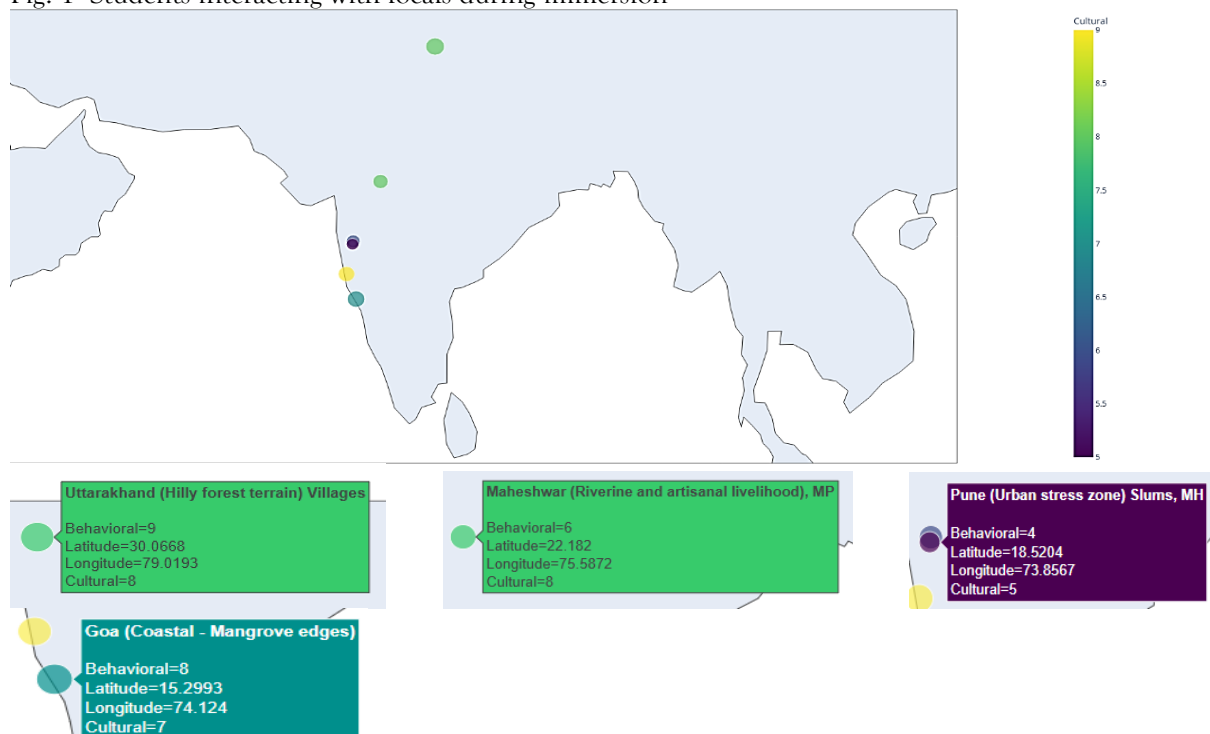 Fig. 1 Students interacting with locals during immersion
Cultural
9
8.5
8
7.5
7
6.5
6
5.5
5
Uttarakhand (Hilly forest terrain) Villages
Behavioral=9
Latitude=30.0668
Longitude=79.0193
Cultural=8
Maheshwar (Riverine and artisanal livelihood), MP
Behavioral=6
Latitude=22.182
Longitude=75.5872
Cultural=8
Pune (Urban stress zone) Slums, MH
Behavioral=4
Latitude=18.5204
Longitude=73.8567
Cultural=5
Goa (Coastal - Mangrove edges)
Behavioral=8
Latitude=15.2993
Longitude=74.124
Cultural=7